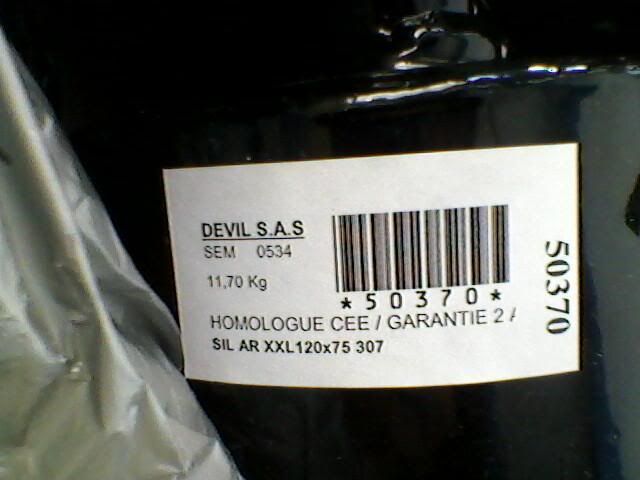 DEVIL S.A.S
SEM 0534
11,70 Kg
*50370*
50370
HOMOLOGUE CEE / GARANTIE 2
SIL AR XXL120x75 307